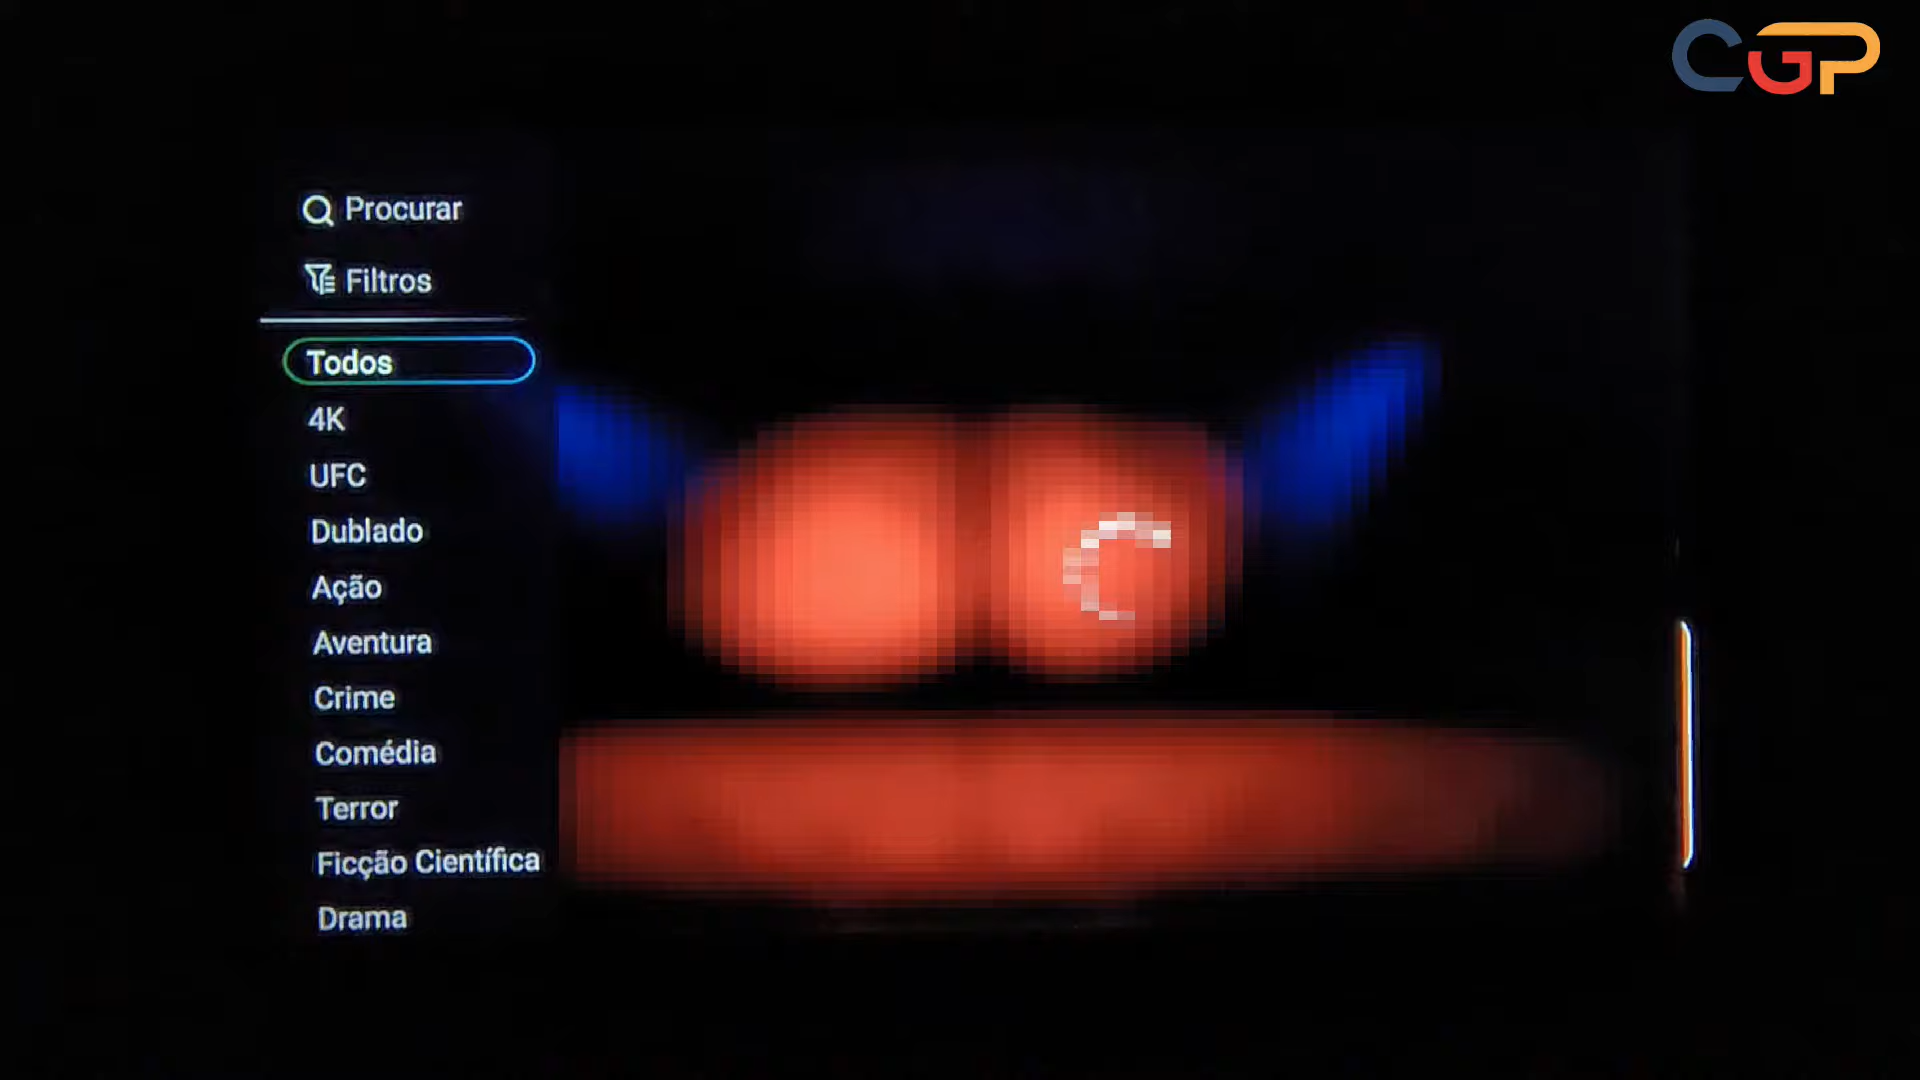 CGP
Procurar
Filtros
Todos
4K
UFC
Dublado
Ação
Aventura
Crime
Comédia
Terror
Ficção Científica
Drama